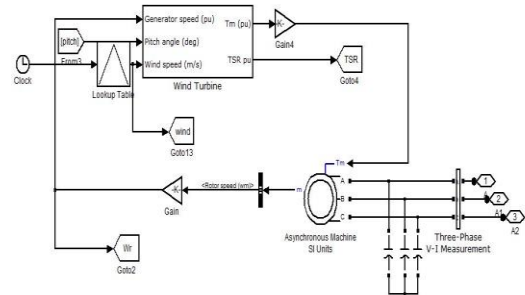 Generator speed (pu)
Tm (pu)
Pitch angle (deg)
Wind speed (m/s)
TSR pu
Wind Turbine
-K-
Gain4
[pitch]
From3
Clock
Lookup Table
TSR
Goto4
wind
Goto13
-K-
Gain
<Rotor speed (wm)>
m
Tm
A
B
C
Asynchronous Machine
SI Units
Three-Phase
V-I Measurement
1
A
2
A1
3
A2
Wr
Goto2